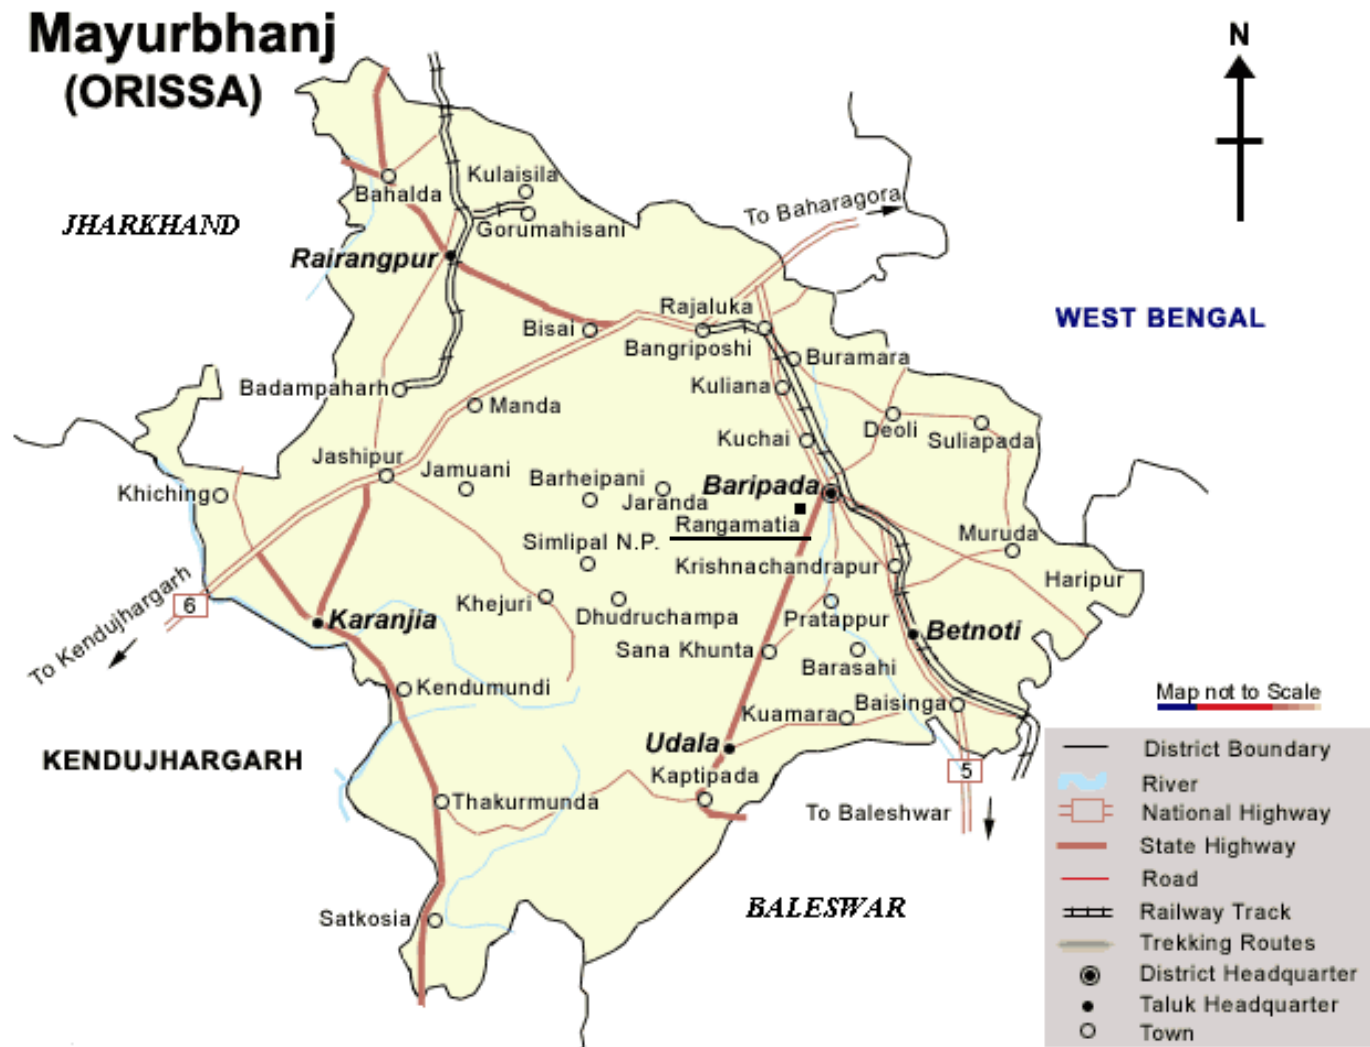 Mayurbhanj
(ORISSA)
N
Kulaisila
Bahalda
To Baharagora
JHARKHAND
Gorumahisani
Rairangpur
Rajaluka
WEST BENGAL
Bisai
Bangriposhi
Buramara
Badampaharh
Kuliana
Manda
Deoli
Suliapada
Kuchai
Jashipur
Jamuani
Barheipani
Baripada
Khiching
Jaranda
Rangamatia
Muruda
Simlipal N.P.
Krishnachandrapur
Haripur
To Kendujhargarh
6
Khejuri
Dhudruchampa
Pratappur
Karanjia
Betnoti
Sana Khunta
Barasahi
Kendumundi
Map not to Scale
Kuamara
Baisinga
Udala
KENDUJHARGARH
Kaptipada
5
Thakurmunda
To Baleshwar
BALESWAR
Satkosia
District Boundary
River
National Highway
State Highway
Road
Railway Track
Trekking Routes
District Headquarter
Taluk Headquarter
Town